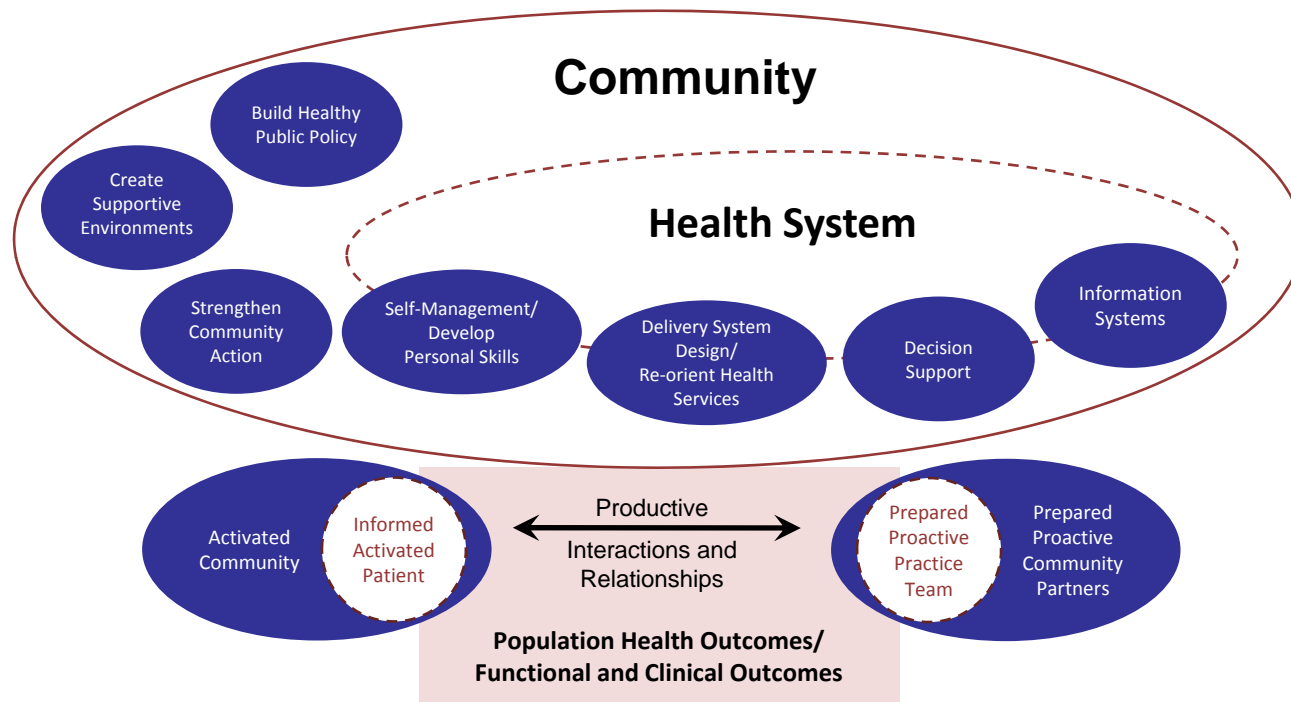 Community
Build Healthy
Public Policy
Create
Supportive
Environments
Health System
Strengthen
Community
Action
Self-Management/
Develop
Personal Skills
Delivery System
Design/
Re-orient Health
Services
Decision
Support
Information
Systems
Activated
Community
Informed
Activated
Patient
Productive
Interactions and
Relationships
Prepared
Proactive
Practice
Team
Prepared
Proactive
Community
Partners
Population Health Outcomes/
Functional and Clinical Outcomes